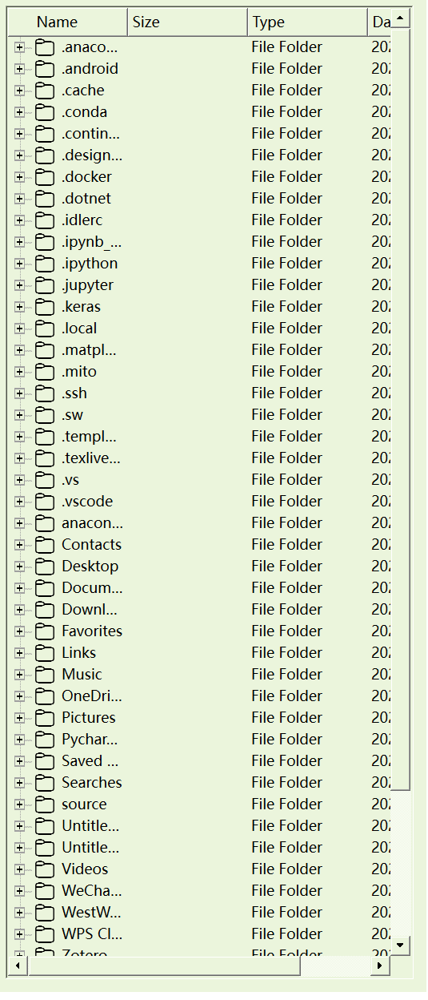 Name Size Type Da
.anaco... File Folder 202
.android File Folder 202
.cache File Folder 202
.conda File Folder 202
.contin... File Folder 202
.design... File Folder 202
.docker File Folder 202
.dotnet File Folder 202
.idlerc File Folder 202
.ipynb_... File Folder 202
.ipython File Folder 202
.jupyter File Folder 202
.keras File Folder 202
.local File Folder 202
.matpl... File Folder 202
.mito File Folder 202
.ssh File Folder 202
.sw File Folder 202
.templ... File Folder 202
.texlive... File Folder 202
.vs File Folder 202
.vscode File Folder 202
anacon... File Folder 202
Contacts File Folder 202
Desktop File Folder 202
Docum... File Folder 202
Downl... File Folder 202
Favorites File Folder 202
Links File Folder 202
Music File Folder 202
OneDri... File Folder 202
Pictures File Folder 202
Pychar... File Folder 202
Saved ... File Folder 202
Searches File Folder 202
source File Folder 202
Untitle... File Folder 202
Untitle... File Folder 202
Videos File Folder 202
WeCha... File Folder 202
WestW... File Folder 202
WPS Cl... File Folder 202
Zotero File Folder 202